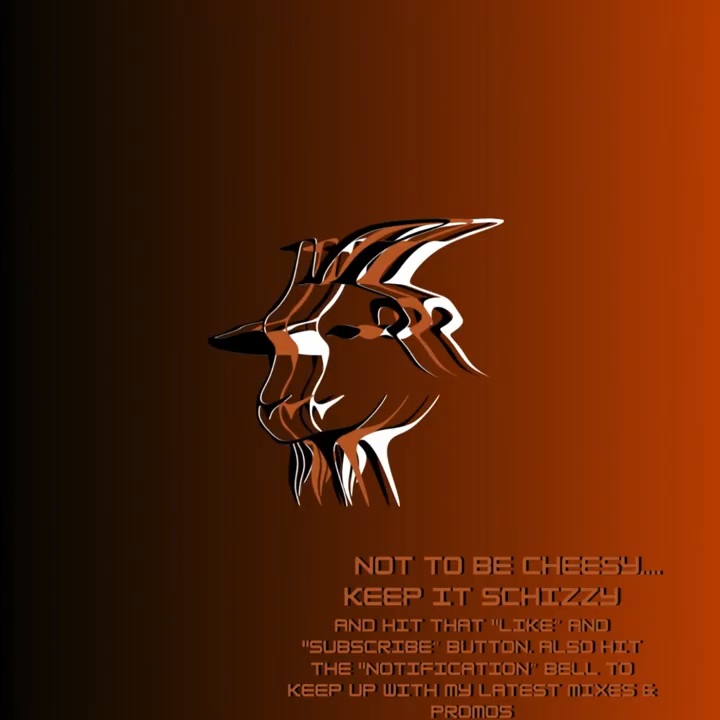 NOT TO BE CHEESY....
KEEP IT SCHIZZY
AND HIT THAT "LIKE" AND
"SUBSCRIBE" BUTTON. ALSO HIT
THE "NOTIFICATION" BELL, TO
KEEP UP WITH MY LATEST MIXES &
PROMOS